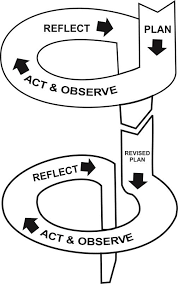 REFLECT
PLAN
ACT & OBSERVE
REVISED
PLAN
REFLECT
ACT & OBSERVE